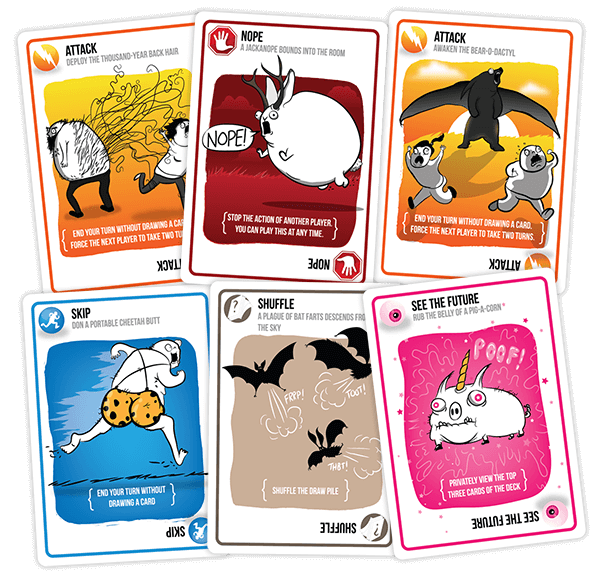 ATTACK
DEPLOY THE THOUSAND-YEAR BACK HAIR
END YOUR TURN WITHOUT DRAWING A CARD.
FORCE THE NEXT PLAYER TO TAKE TWO TURNS.
ATTACK
NOPE
A JACKANOPE BOUNDS INTO THE ROOM
NOPE!
STOP THE ACTION OF ANOTHER PLAYER.
YOU CAN PLAY THIS AT ANY TIME.
NOPE
ATTACK
AWAKEN THE BEAR-O-DACTYL
END YOUR TURN WITHOUT DRAWING A CARD.
FORCE THE NEXT PLAYER TO TAKE TWO TURNS.
ATTACK
SKIP
DON A PORTABLE CHEETAH BUTT
END YOUR TURN WITHOUT
DRAWING A CARD
SKIP
SHUFFLE
A PLAGUE OF BAT FARTS DESCENDS FROM
THE SKY
FRRP!
TOOT!
THBT!
SHUFFLE THE DRAW PILE
SHUFFLE
SEE THE FUTURE
RUB THE BELLY OF A PIG-A-CORN
POOF!
PRIVATELY VIEW THE TOP
THREE CARDS OF THE DECK
SEE THE FUTURE